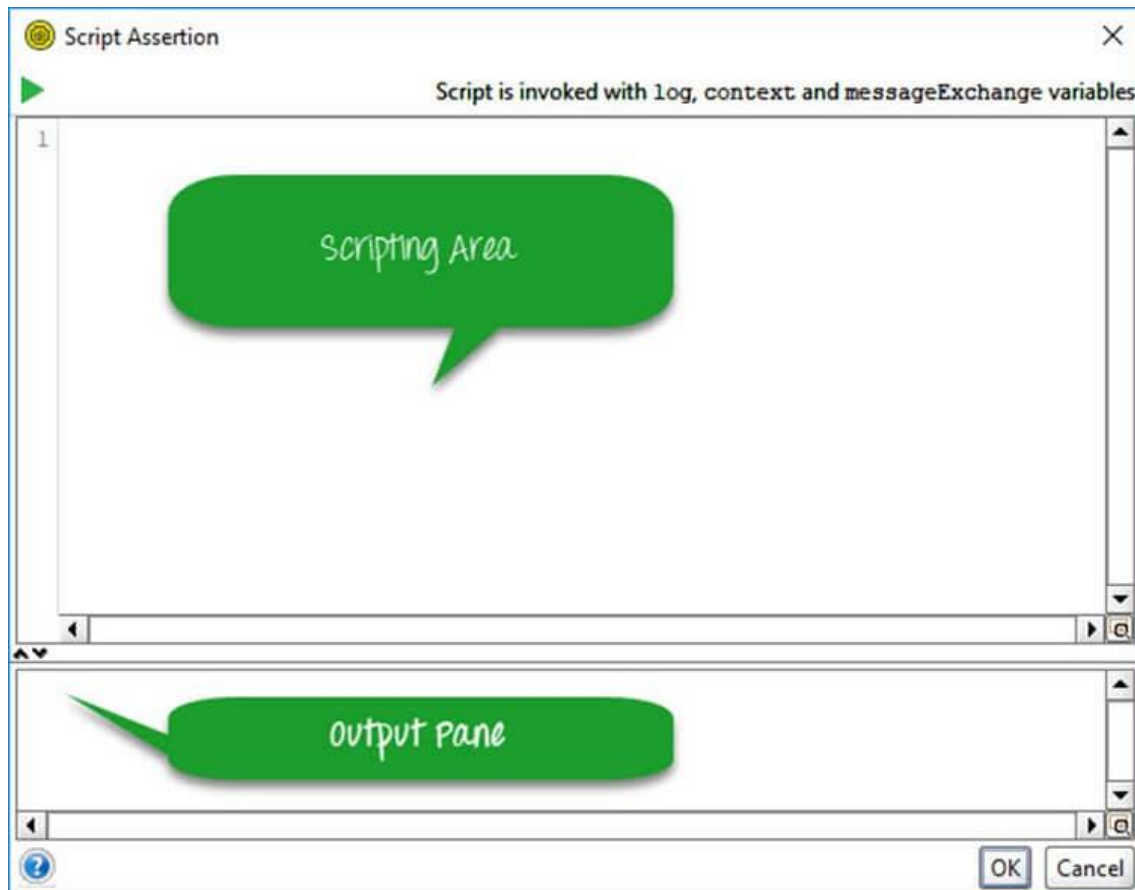 Script Assertion
Script is invoked with log, context and messageExchange variables
1
Scripting Area
Output Pane
OK
Cancel